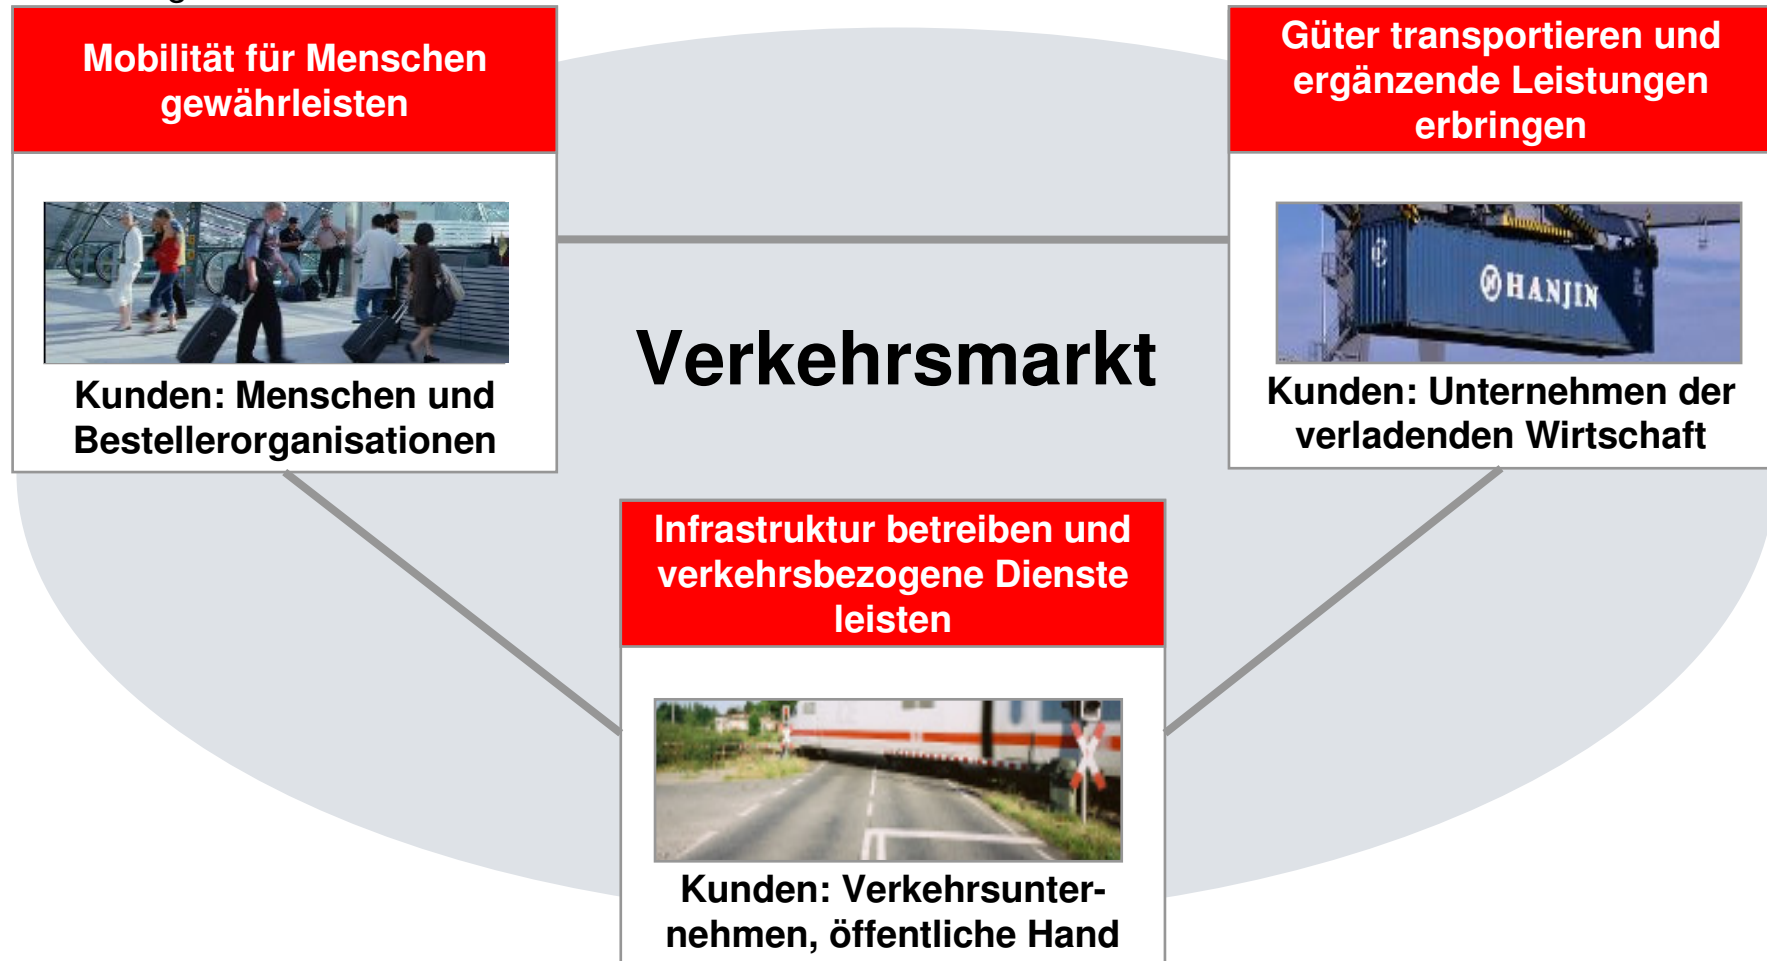 Mobilität für Menschen
gewährleisten
Kunden: Menschen und
Bestellerorganisationen
Güter transportieren und
ergänzende Leistungen
erbringen
HANJIN
Kunden: Unternehmen der
verladenden Wirtschaft
Verkehrsmarkt
Infrastruktur betreiben und
verkehrsbezogene Dienste
leisten
Kunden: Verkehrsunter-
nehmen, öffentliche Hand